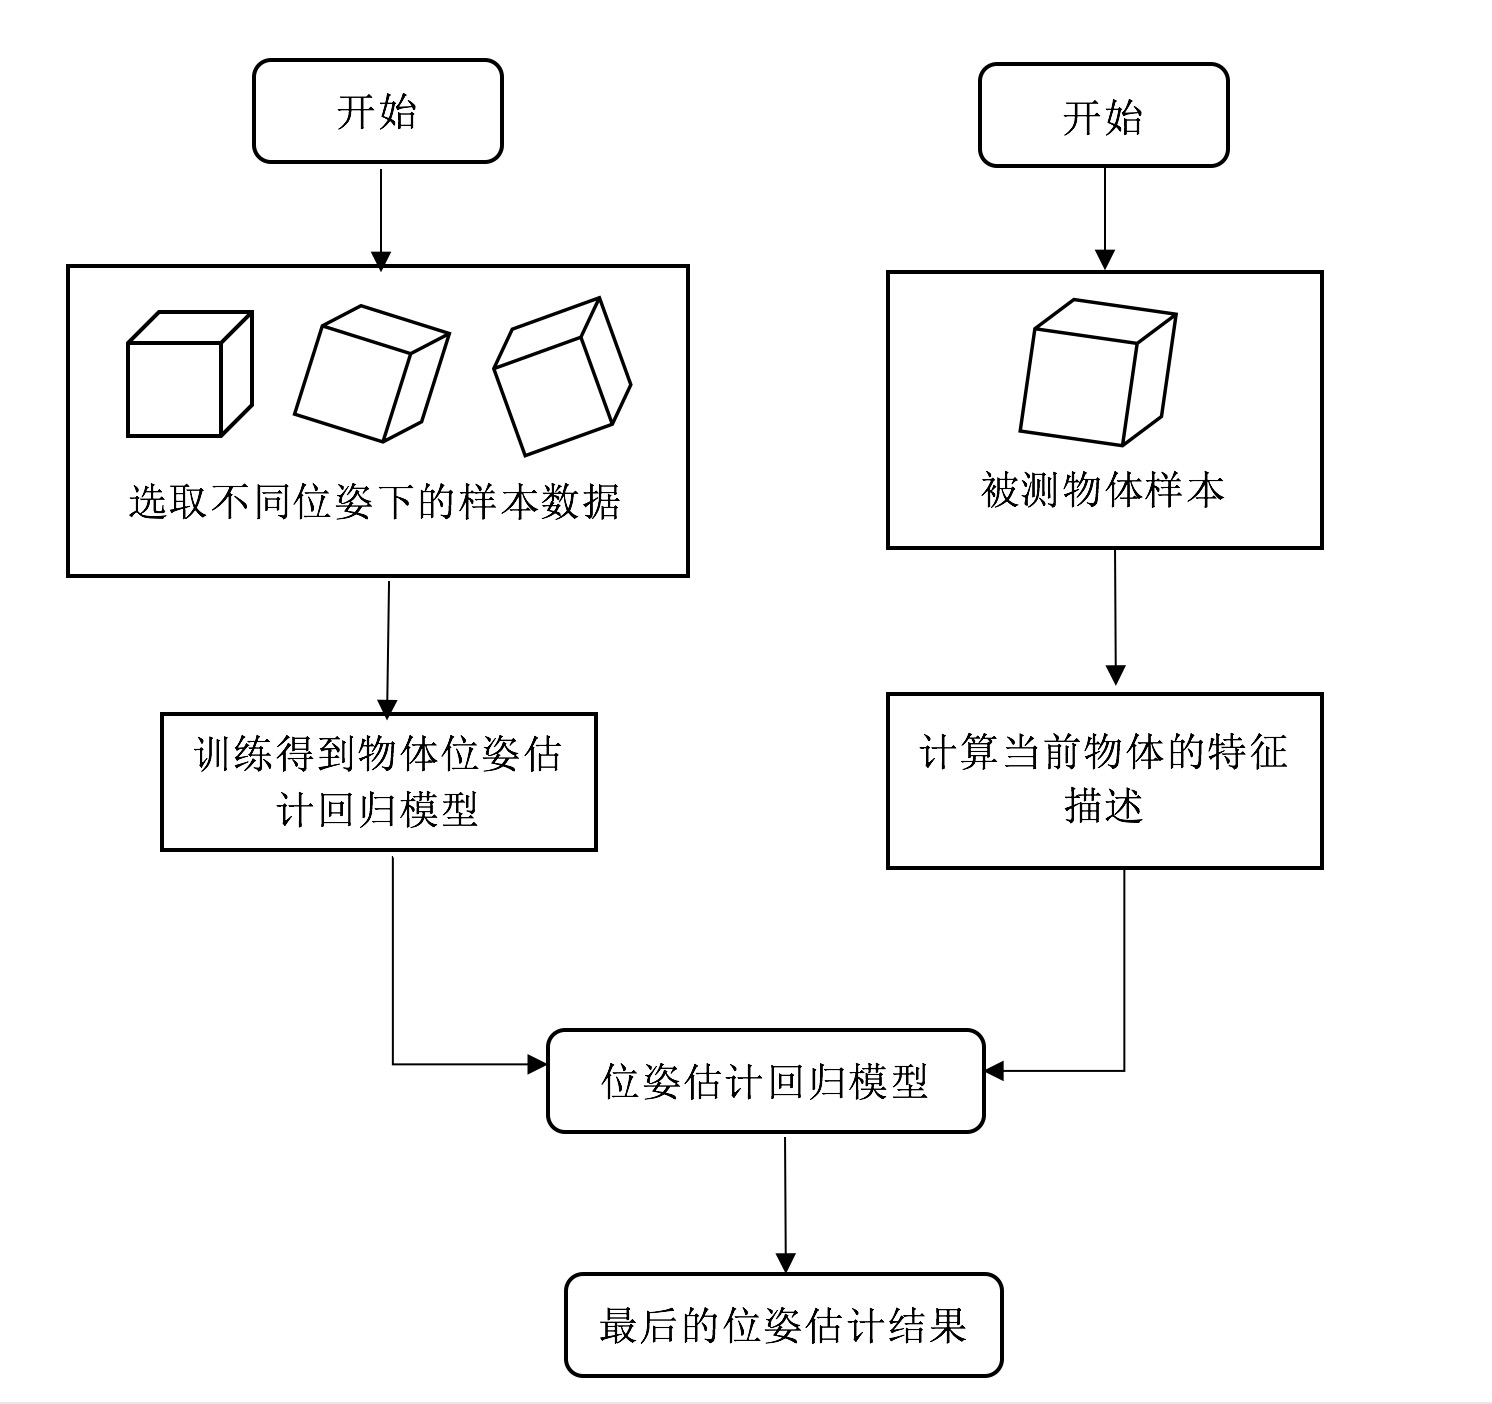 开始
选取不同位姿下的样本数据
训练得到物体位姿估
计回归模型
开始
被测物体样本
计算当前物体的特征
描述
位姿估计回归模型
最后的位姿估计结果